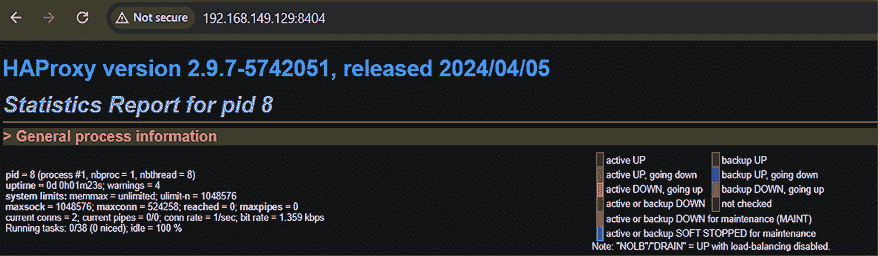 Not secure 192.168.149.129:8404
HAProxy version 2.9.7-5742051, released 2024/04/05
Statistics Report for pid 8
> General process information
pid = 8 (process #1, nbproc = 1, nbthread = 8)
uptime = 0d 0h01m23s; warnings = 4
system limits: memmax = unlimited; ulimit-n = 1048576
maxsock = 1048576; maxconn = 524258; reached = 0; maxpipes = 0
current conns = 2; current pipes = 0/0; conn rate = 1/sec; bit rate = 1.359 kbps
Running tasks: 0/38 (0 niced); idle = 100 %
active UP backup UP
active UP, going down backup UP, going down
active DOWN, going up backup DOWN, going up
active or backup DOWN not checked
active or backup DOWN for maintenance (MAINT)
active or backup SOFT STOPPED for maintenance
Note: "NOLB"/"DRAIN" = UP with load-balancing disabled.